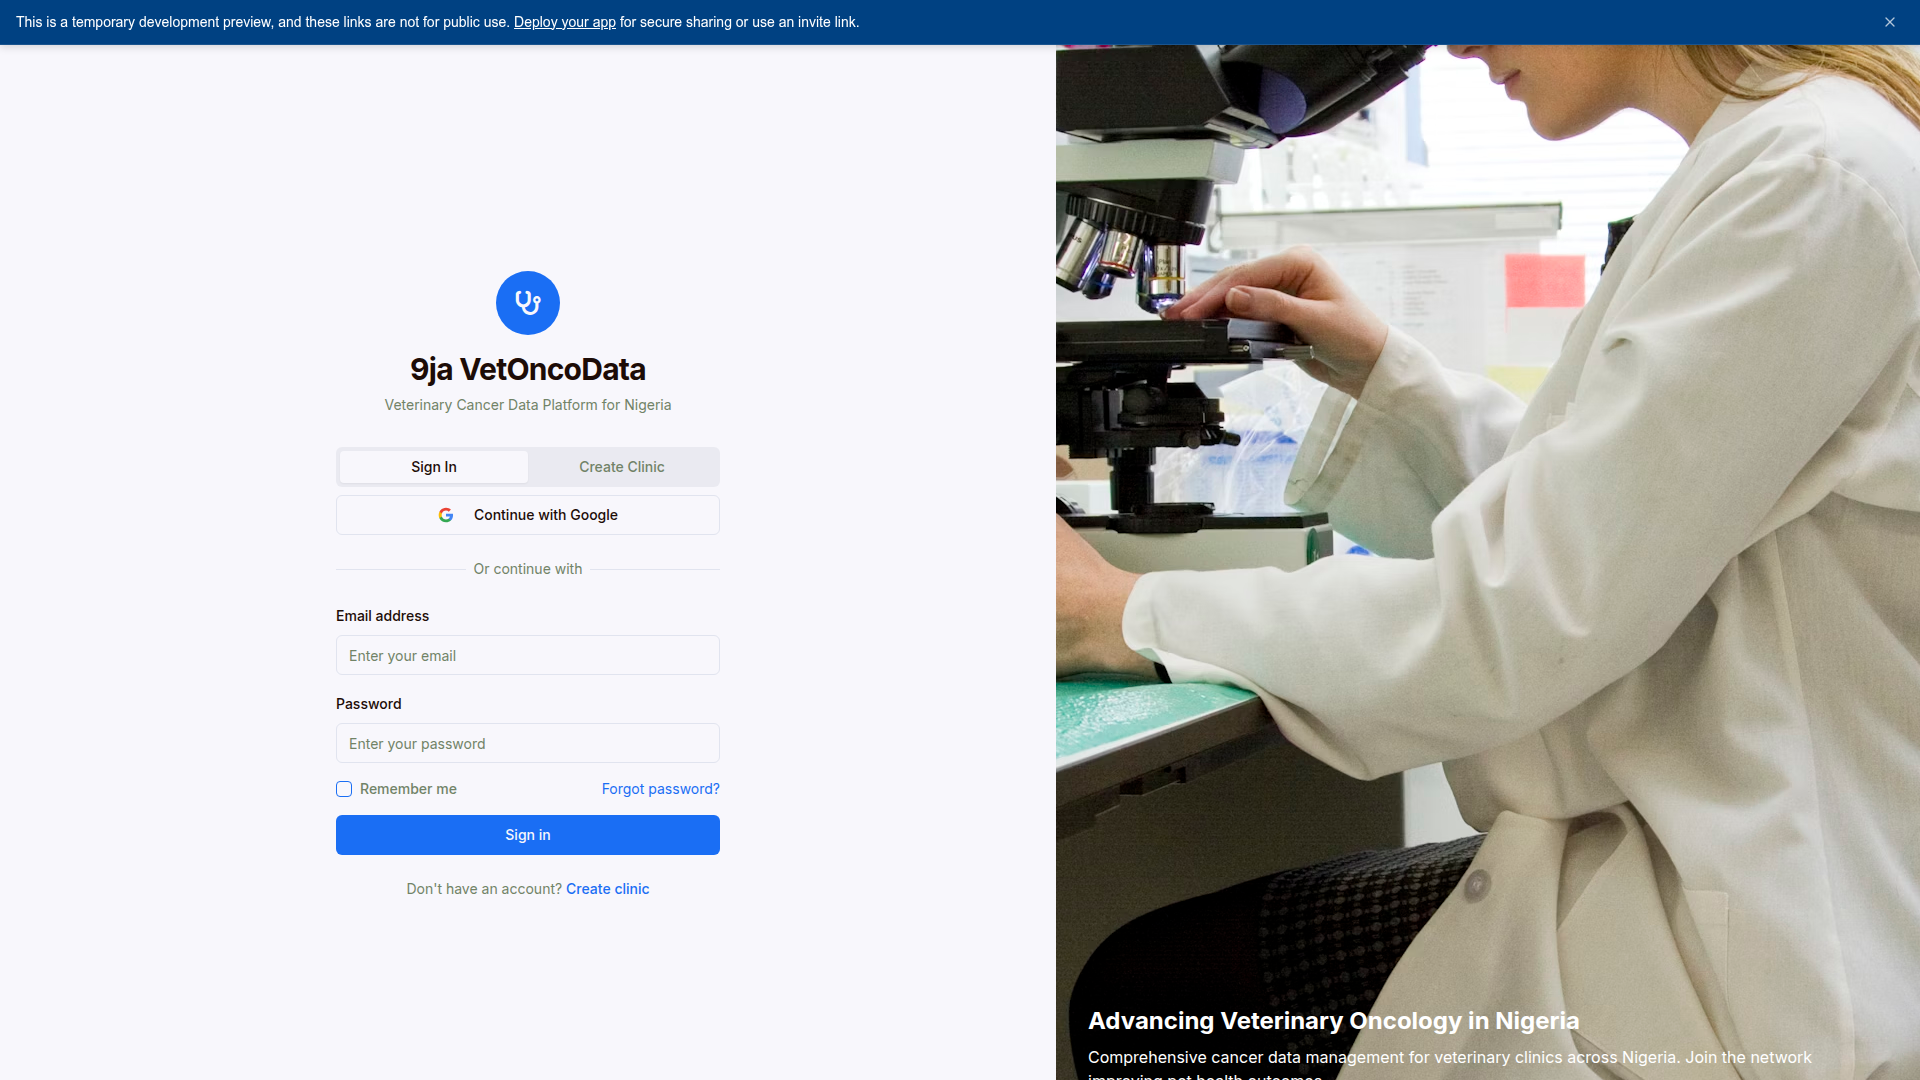 This is a temporary development preview, and these links are not for public use. Deploy your app for secure sharing or use an invite link.
9ja VetOncoData
Veterinary Cancer Data Platform for Nigeria
Sign In
Create Clinic
Continue with Google
Or continue with
Email address
Enter your email
Password
Enter your password
Remember me
Forgot password?
Sign in
Don't have an account? Create clinic
Advancing Veterinary Oncology in Nigeria
Comprehensive cancer data management for veterinary clinics across Nigeria. Join the network
improving pet health outcomes.